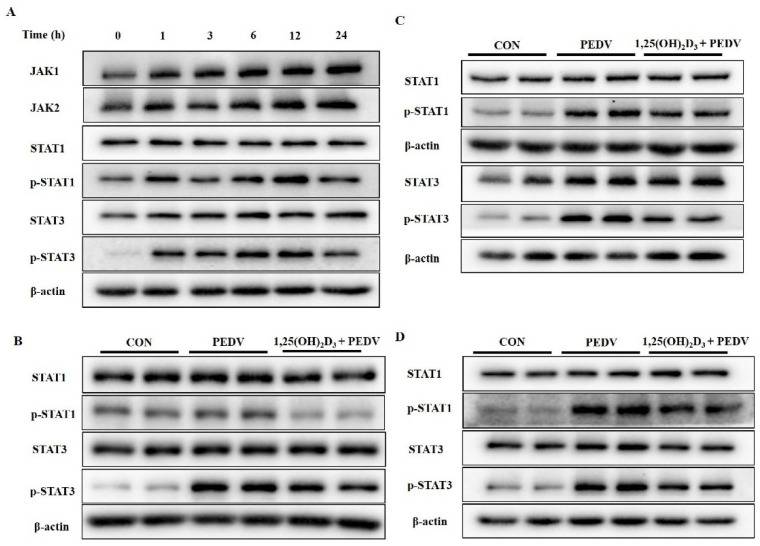 A
Time (h) 0 1 3 6 12 24
JAK1
JAK2
STAT1
p-STAT1
STAT3
p-STAT3
β-actin
B
CON PEDV 1,25(OH)₂D₃ + PEDV
STAT1
p-STAT1
STAT3
p-STAT3
β-actin
C
CON PEDV 1,25(OH)₂D₃ + PEDV
STAT1
p-STAT1
β-actin
STAT3
p-STAT3
β-actin
D
CON PEDV 1,25(OH)₂D₃ + PEDV
STAT1
p-STAT1
STAT3
p-STAT3
β-actin